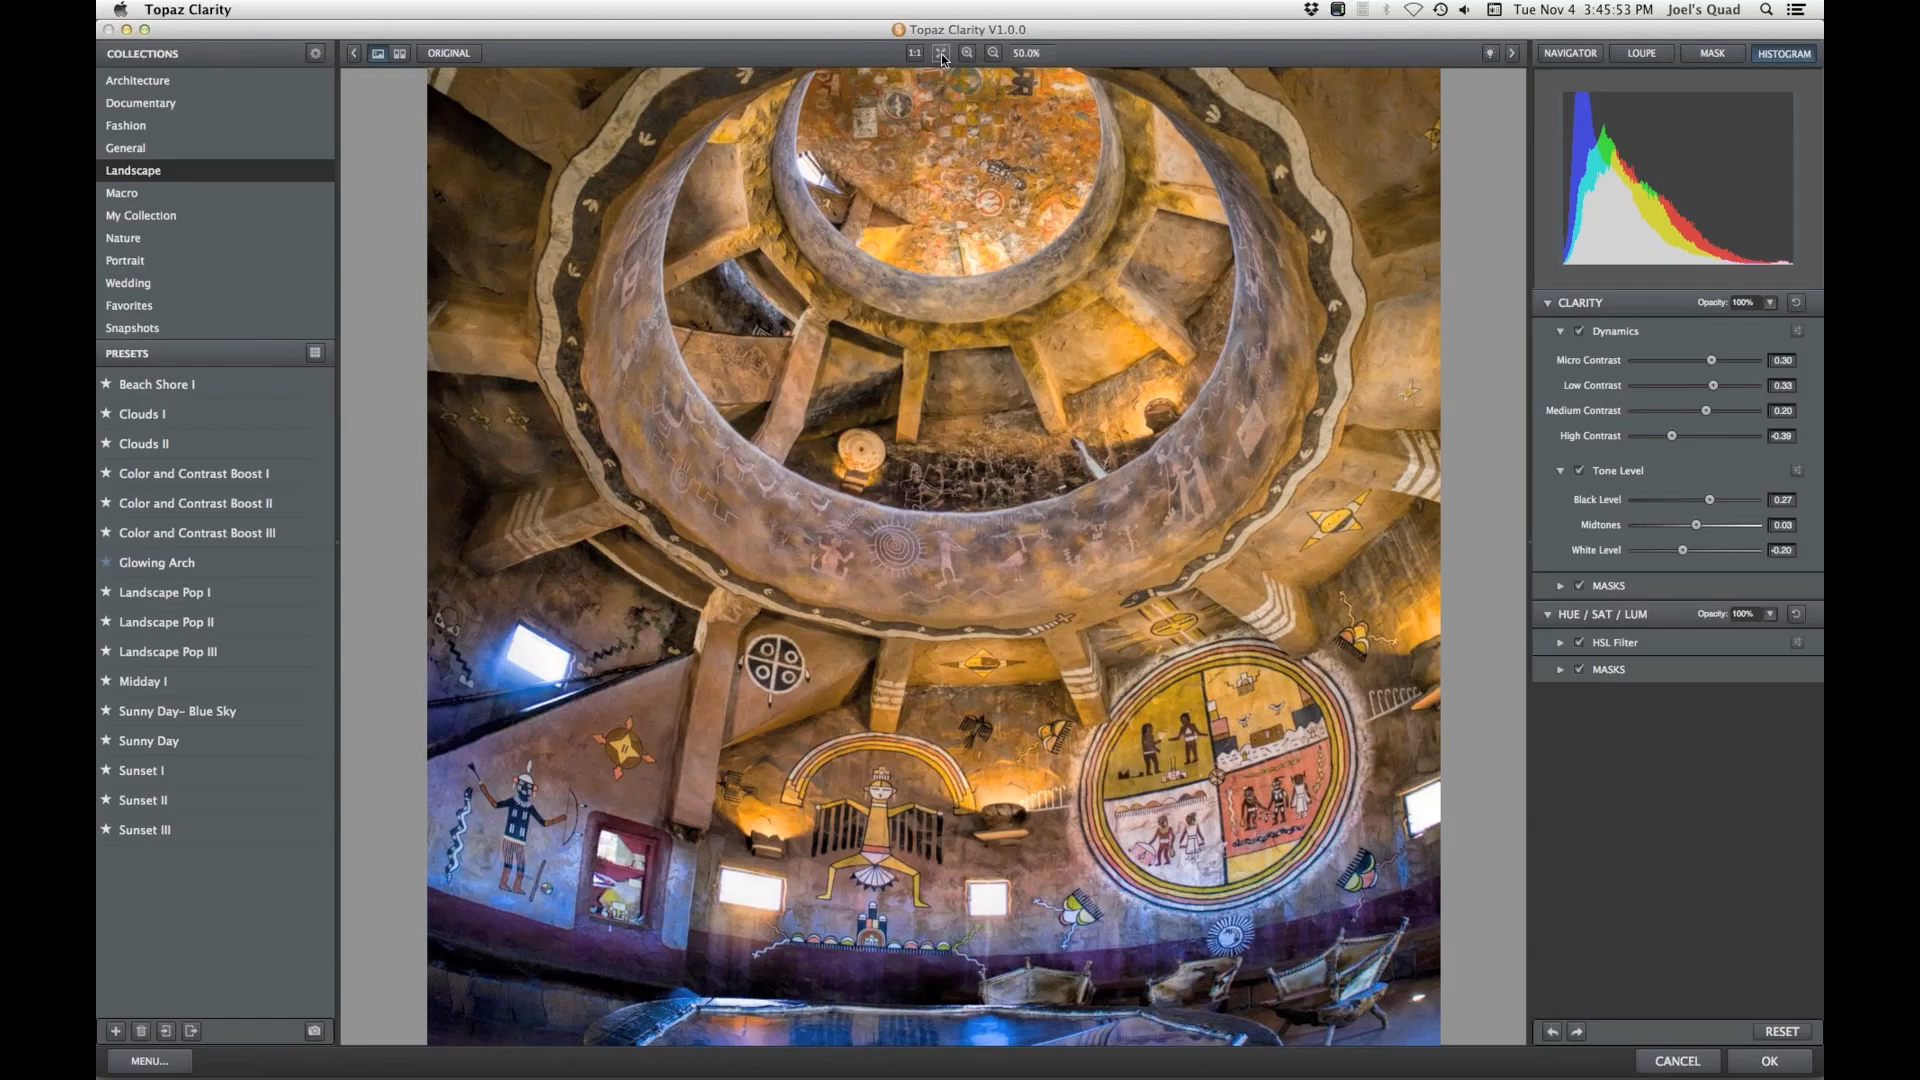 Topaz Clarity
Tue Nov 4 3:45:53 PM
Joel's Quad
Topaz Clarity V1.0.0
COLLECTIONS
ORIGINAL
1:1
50.0%
NAVIGATOR
LOUPE
MASK
HISTOGRAM
Architecture
Documentary
Fashion
General
Landscape
Macro
My Collection
Nature
Portrait
Wedding
Favorites
Snapshots
PRESETS
Beach Shore I
Clouds I
Clouds II
Color and Contrast Boost I
Color and Contrast Boost II
Color and Contrast Boost III
Glowing Arch
Landscape Pop I
Landscape Pop II
Landscape Pop III
Midday I
Sunny Day- Blue Sky
Sunny Day
Sunset I
Sunset II
Sunset III
MENU...
CLARITY Opacity: 100%
Dynamics
Micro Contrast 0.30
Low Contrast 0.33
Medium Contrast 0.20
High Contrast -0.39
Tone Level
Black Level 0.27
Midtones 0.03
White Level -0.20
MASKS
HUE / SAT / LUM Opacity: 100%
HSL Filter
MASKS
RESET
CANCEL
OK